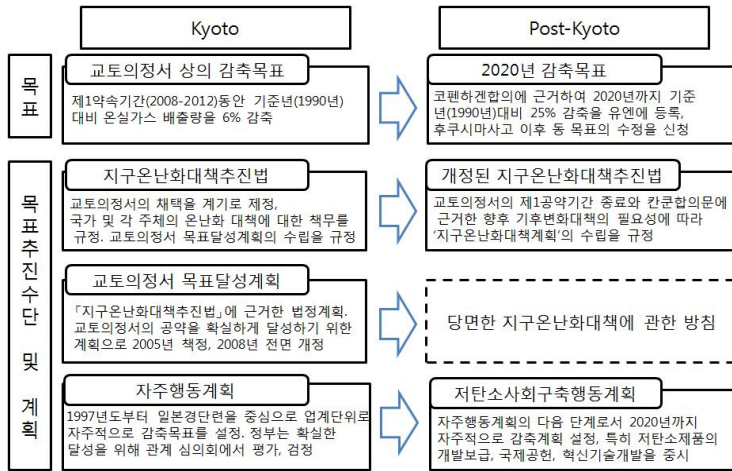 Kyoto
Post-Kyoto
목표
교토의정서 상의 감축목표
제1약속기간(2008-2012)동안 기준년(1990년)
대비 온실가스 배출량을 6% 감축
2020년 감축목표
코펜하겐합의에 근거하여 2020년까지 기준
년(1990년)대비 25% 감축을 유엔에 등록,
후쿠시마사고 이후 동 목표의 수정을 신청
목표추진수단 및 계획
지구온난화대책추진법
교토의정서의 채택을 계기로 제정,
국가 및 각 주체의 온난화 대책에 대한 책무를
규정. 교토의정서 목표달성계획의 수립을 규정
개정된 지구온난화대책추진법
교토의정서의 제1공약기간 종료와 칸쿤합의문에
근거한 향후 기후변화대책의 필요성에 따라
‘지구온난화대책계획’의 수립을 규정
교토의정서 목표달성계획
「지구온난화대책추진법」에 근거한 법정계획.
교토의정서의 공약을 확실하게 달성하기 위한
계획으로 2005년 책정, 2008년 전면 개정
당면한 지구온난화대책에 관한 방침
자주행동계획
1997년도부터 일본경단련을 중심으로 업계단위로
자주적으로 감축목표를 설정. 정부는 확실한
달성을 위해 관계 심의회에서 평가, 검정
저탄소사회구축행동계획
자주행동계획의 다음 단계로서 2020년까지
자주적으로 감축계획 설정, 특히 저탄소제품의
개발보급, 국제공헌, 혁신기술개발을 중시